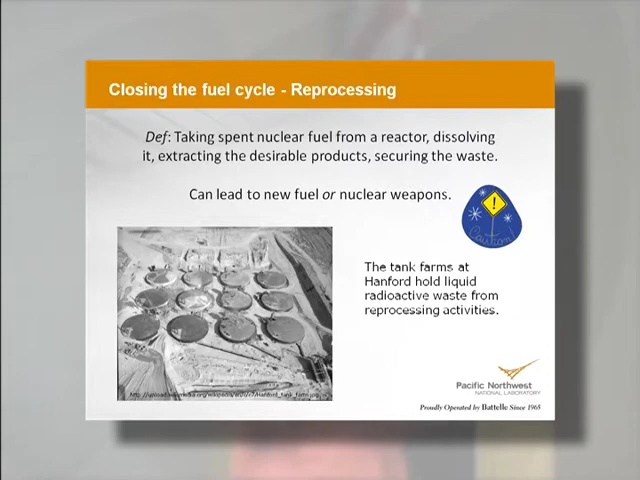 Closing the fuel cycle - Reprocessing
Def: Taking spent nuclear fuel from a reactor, dissolving
it, extracting the desirable products, securing the waste.
Can lead to new fuel or nuclear weapons.
!
Caution!
The tank farms at
Hanford hold liquid
radioactive waste from
reprocessing activities.
Pacific Northwest
NATIONAL LABORATORY
Proudly Operated by Battelle Since 1965